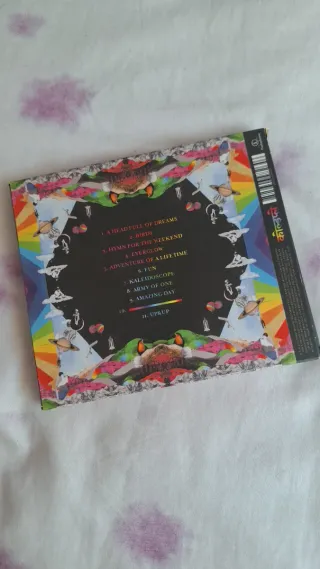 1. A HEAD FULL OF DREAMS
2. BIRDS
3. HYMN FOR THE WEEKEND
4. EVERGLOW
5. ADVENTURE OF A LIFETIME
6. FUN
7. KALEIDOSCOPE
8. ARMY OF ONE
9. AMAZING DAY
10.
11. UP&UP